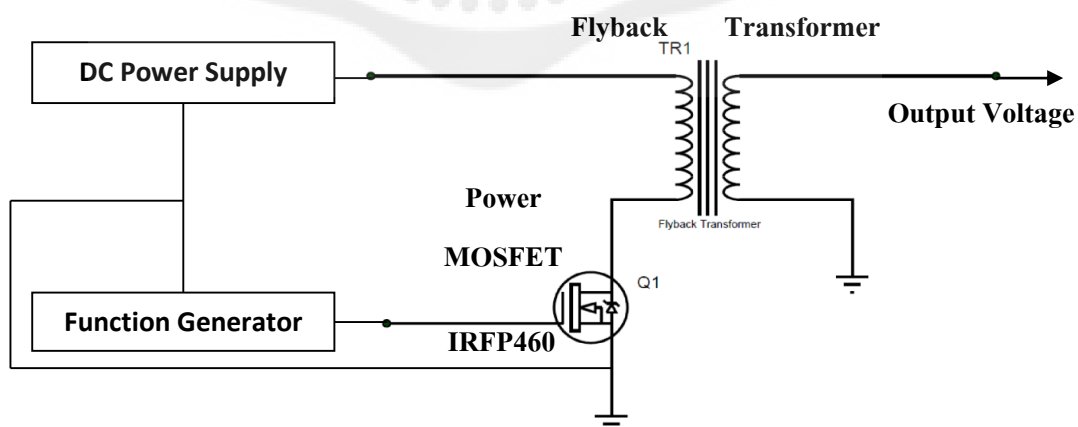 Flyback Transformer
TR1
DC Power Supply
Output Voltage
Power
Flyback Transformer
MOSFET
Q1
Function Generator
IRFP460